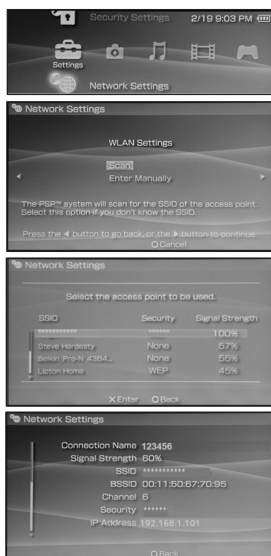 Security Settings 2/19 9:03 PM
Settings
Network Settings
Network Settings
WLAN Settings
Scan
Enter Manually
The PSP™ system will scan for the SSID of the access point.
Select this option if you don't know the SSID.
Press the ◀ button to go back, or the ▶ button to continue.
O Cancel
Network Settings
Select the access point to be used.
SSID Security Signal Strength
*********** ****** 100%
Steve Hergesty None 57%
Belkin Pre-N 4384... None 55%
Lipton Home WEP 45%
X Enter O Back
Network Settings
Connection Name 123456
Signal Strength 60%
SSID ***********
BSSID 00:11:50:67:70:95
Channel 6
Security ******
IP Address 192.168.1.101
O Back